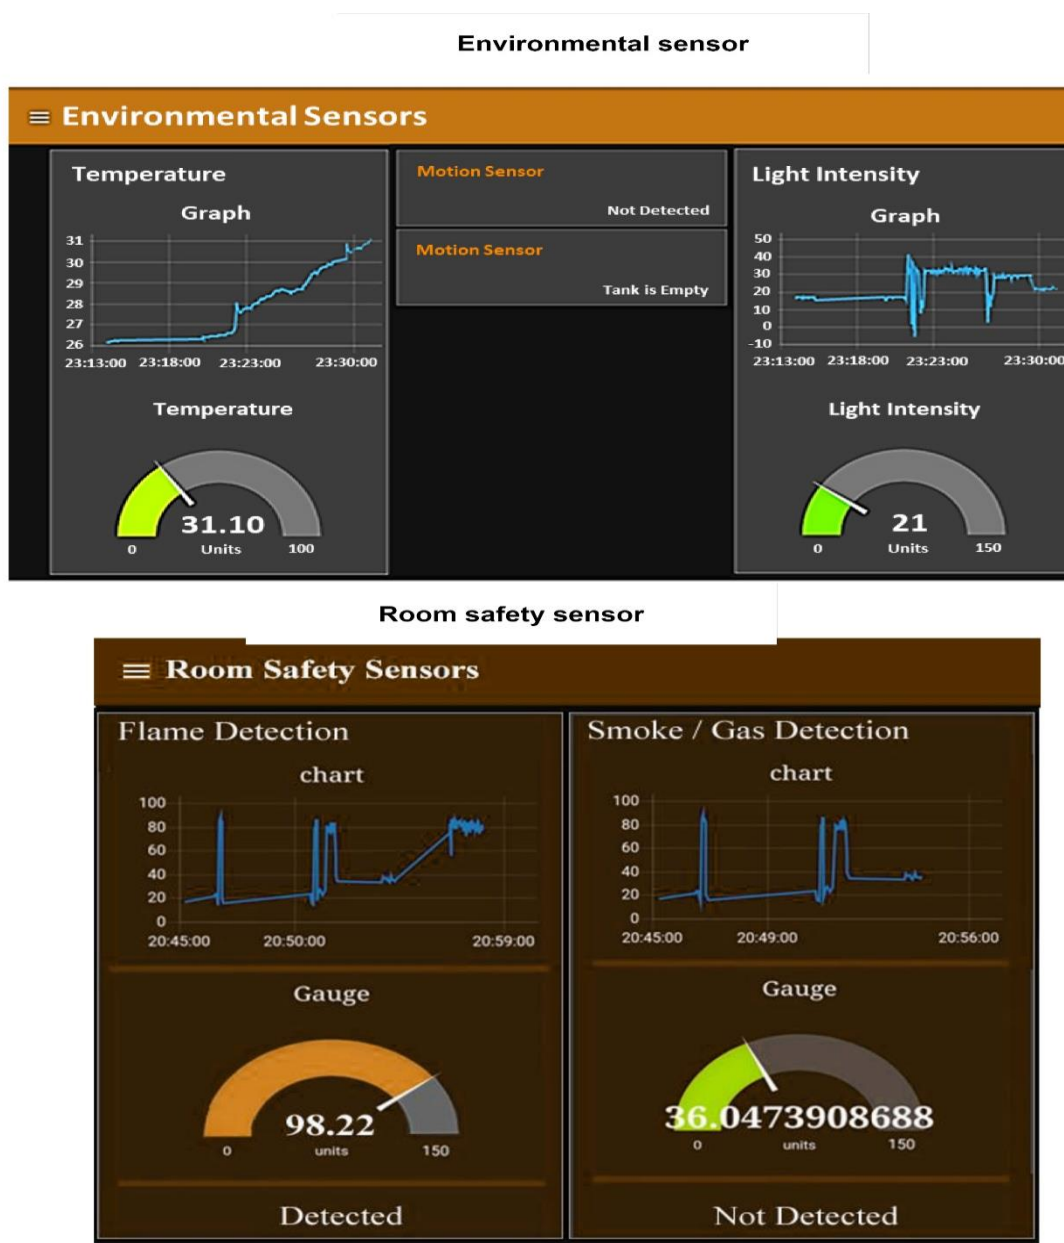 Environmental sensor
Environmental Sensors
Temperature
Graph
31
30
29
28
27
26
23:13:00 23:18:00 23:23:00 23:30:00
Temperature
31.10
0 Units 100
Motion Sensor
Not Detected
Motion Sensor
Tank is Empty
Light Intensity
Graph
50
40
30
20
10
0
-10
23:13:00 23:18:00 23:23:00 23:30:00
Light Intensity
21
0 Units 150
Room safety sensor
Room Safety Sensors
Flame Detection
chart
100
80
60
40
20
0
20:45:00 20:50:00 20:59:00
Gauge
98.22
0 units 150
Detected
Smoke / Gas Detection
chart
100
80
60
40
20
0
20:45:00 20:49:00 20:56:00
Gauge
36.0473908688
0 units 150
Not Detected